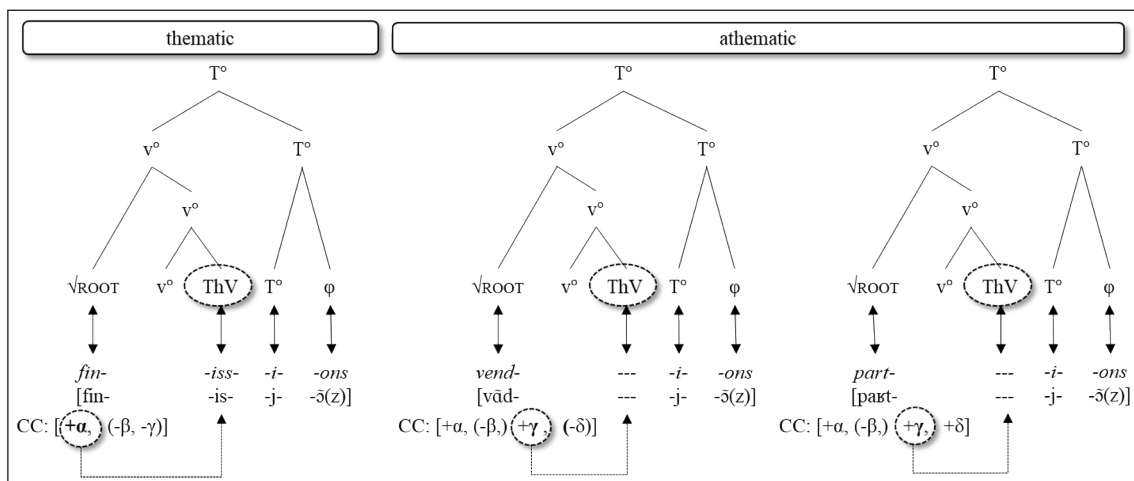 thematic athematic
T° T° T°
v° T° v° T° v° T°
v° v° v°
√ROOT v° ThV T° φ √ROOT v° ThV T° φ √ROOT v° ThV T° φ
fin- -iss- -i- -ons vend- --- -i- -ons part- --- -i- -ons
[fin- -is- -j- -ɔ̃(z)] [vãd- --- -j- -ɔ̃(z)] [paʁt- --- -j- -ɔ̃(z)]
CC: [+α, (-β, -γ)] CC: [+α, (-β,) +γ, (-δ)] CC: [+α, (-β,) +γ, +δ]